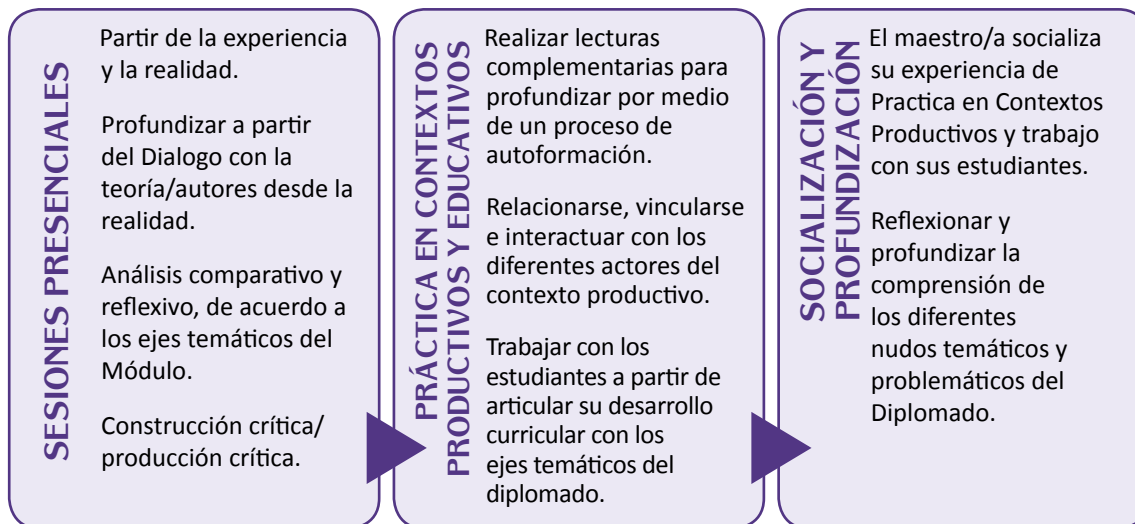 SESIONES PRESENCIALES
Partir de la experiencia
y la realidad.
Profundizar a partir
del Dialogo con la
teoría/autores desde la
realidad.
Análisis comparativo y
reflexivo, de acuerdo a
los ejes temáticos del
Módulo.
Construcción crítica/
producción crítica.
PRÁCTICA EN CONTEXTOS
PRODUCTIVOS Y EDUCATIVOS
Realizar lecturas
complementarias para
profundizar por medio
de un proceso de
autoformación.
Relacionarse, vincularse
e interactuar con los
diferentes actores del
contexto productivo.
Trabajar con los
estudiantes a partir de
articular su desarrollo
curricular con los
ejes temáticos del
diplomado.
SOCIALIZACIÓN Y
PROFUNDIZACIÓN
El maestro/a socializa
su experiencia de
Practica en Contextos
Productivos y trabajo
con sus estudiantes.
Reflexionar y
profundizar la
comprensión de
los diferentes
nudos temáticos y
problemáticos del
Diplomado.